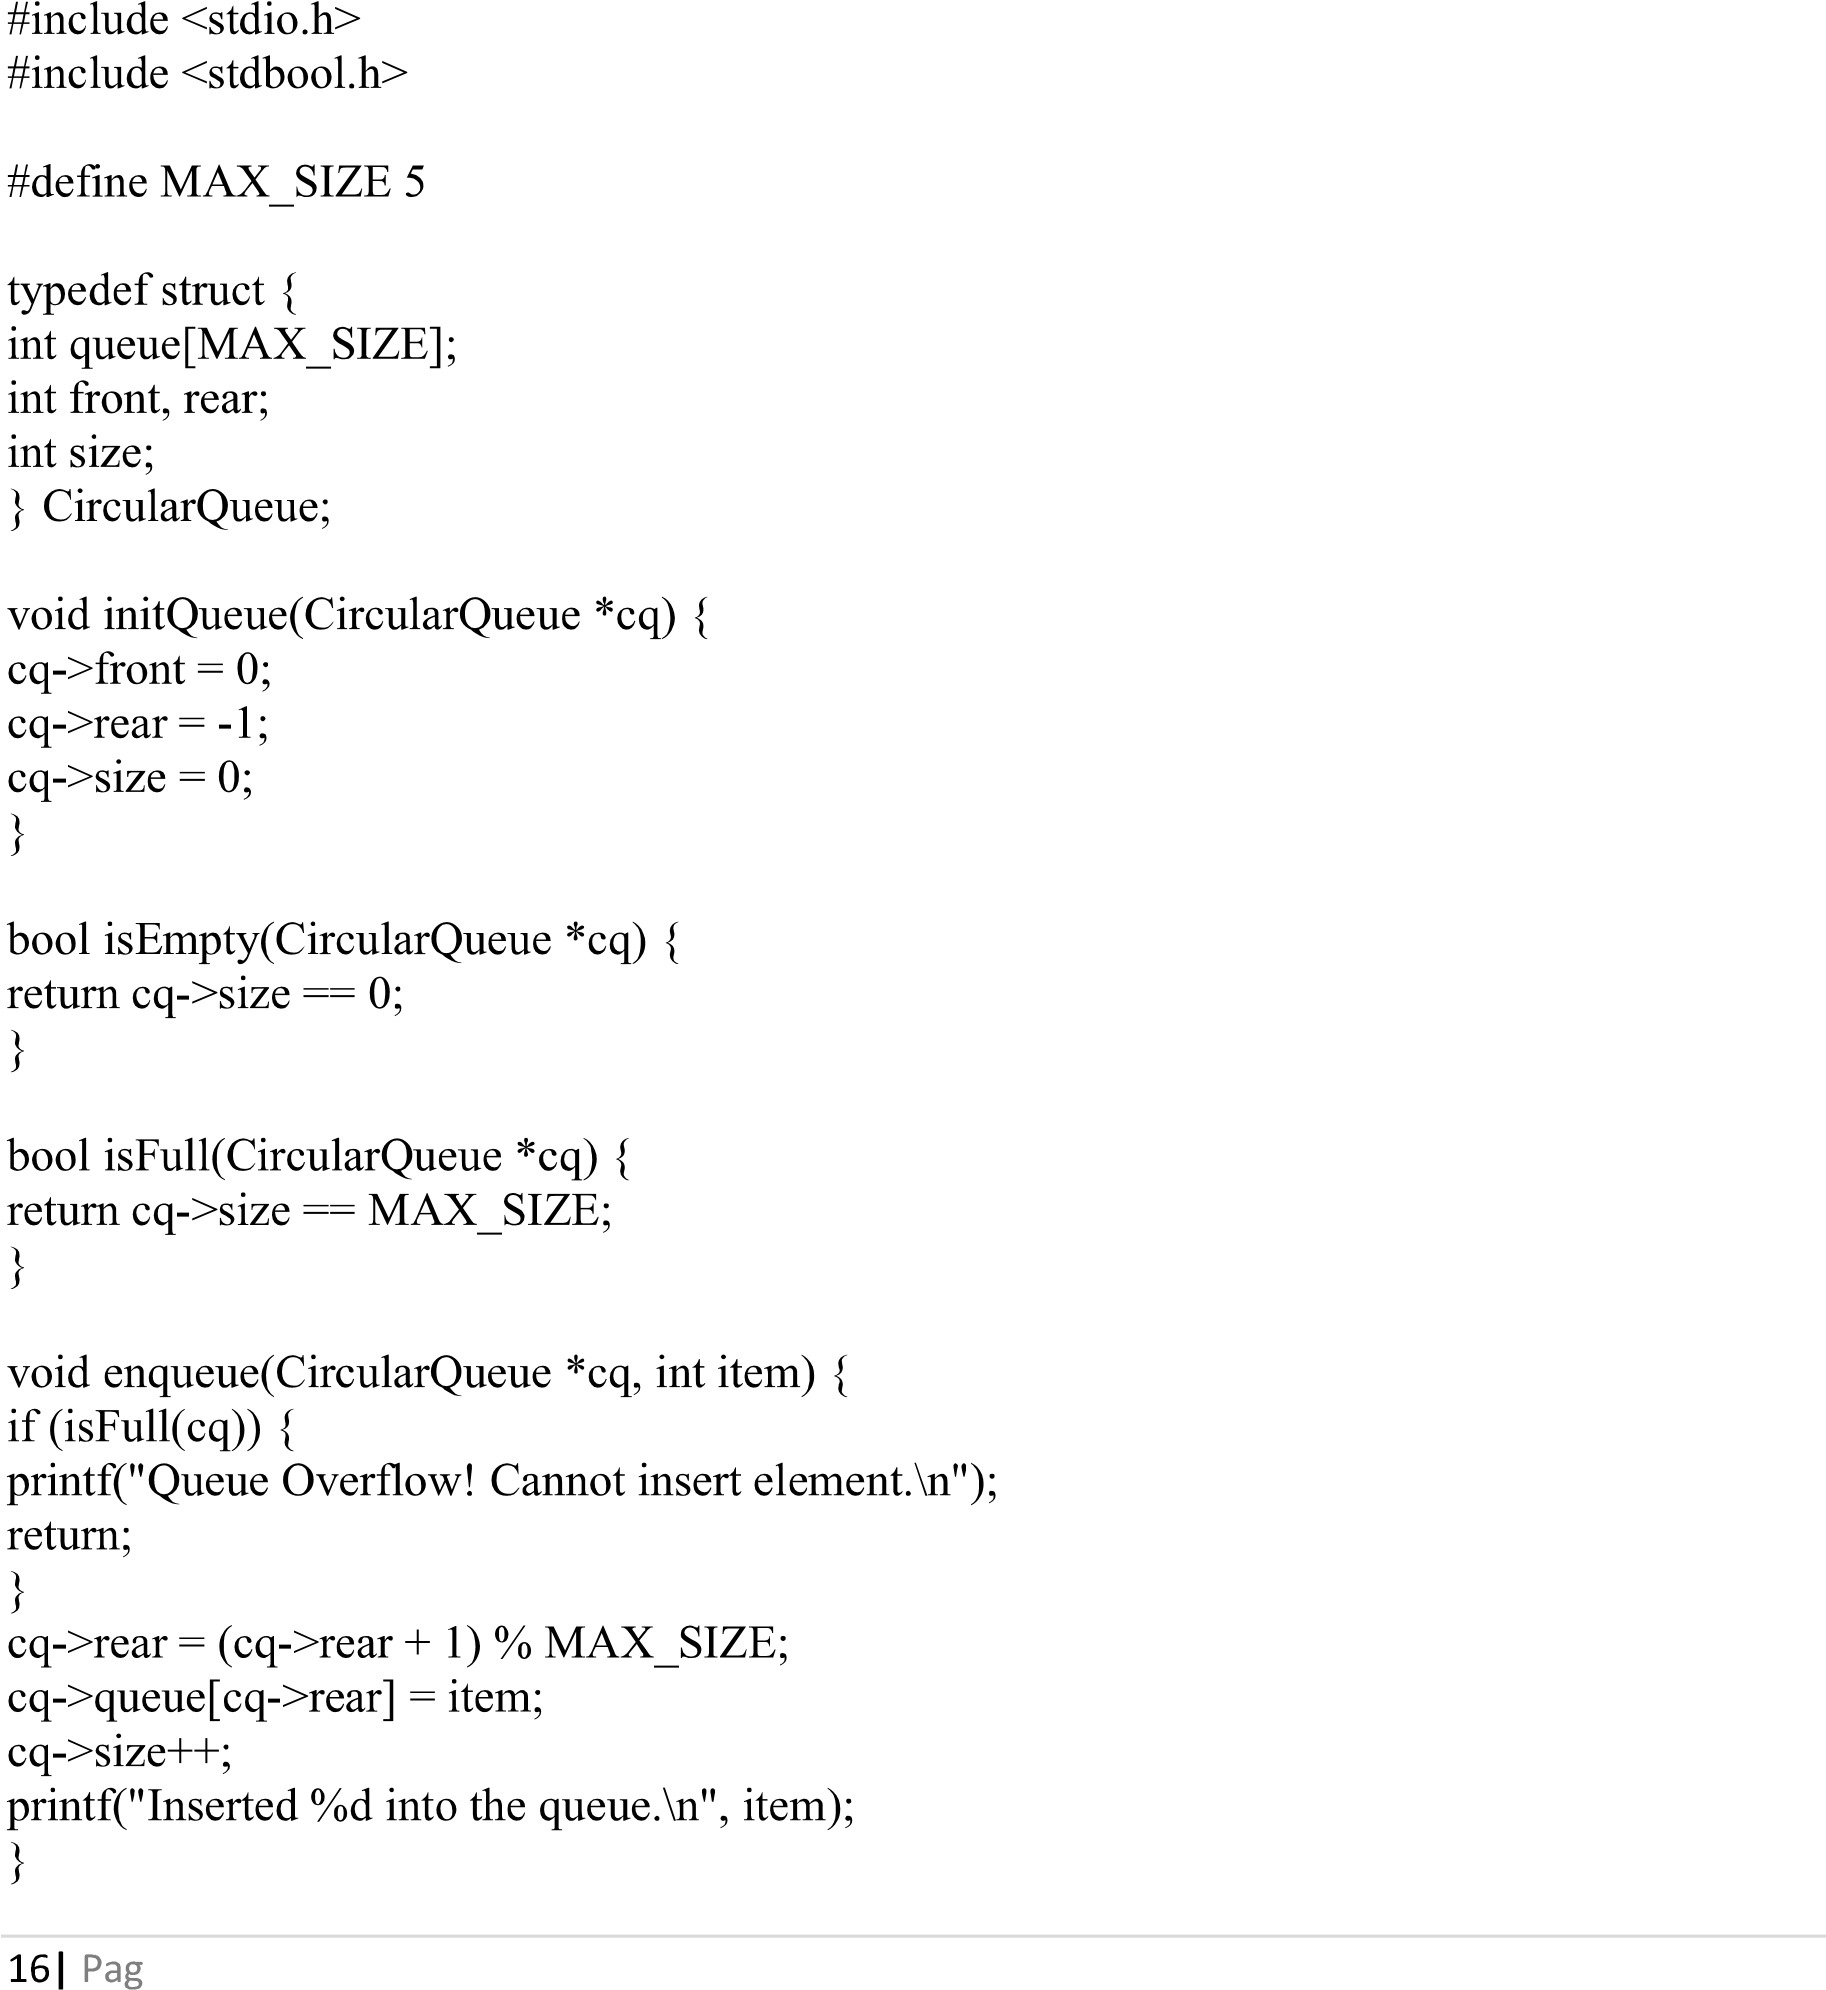 #include <stdio.h>
#include <stdbool.h>
#define MAX_SIZE 5
typedef struct {
int queue[MAX_SIZE];
int front, rear;
int size;
} CircularQueue;
void initQueue(CircularQueue *cq) {
cq->front = 0;
cq->rear = -1;
cq->size = 0;
}
bool isEmpty(CircularQueue *cq) {
return cq->size == 0;
}
bool isFull(CircularQueue *cq) {
return cq->size == MAX_SIZE;
}
void enqueue(CircularQueue *cq, int item) {
if (isFull(cq)) {
printf("Queue Overflow! Cannot insert element.\n");
return;
}
cq->rear = (cq->rear + 1) % MAX_SIZE;
cq->queue[cq->rear] = item;
cq->size++;
printf("Inserted %d into the queue.\n", item);
}
16| Pag